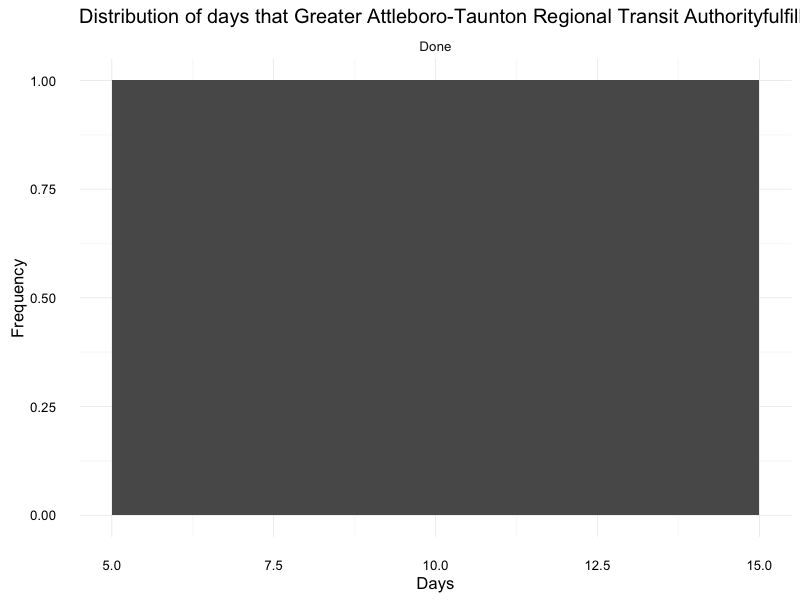 Distribution of days that Greater Attleboro-Taunton Regional Transit Authorityfulfill
Done
1.00
0.75
0.50
0.25
0.00
Frequency
5.0 7.5 10.0 12.5 15.0
Days